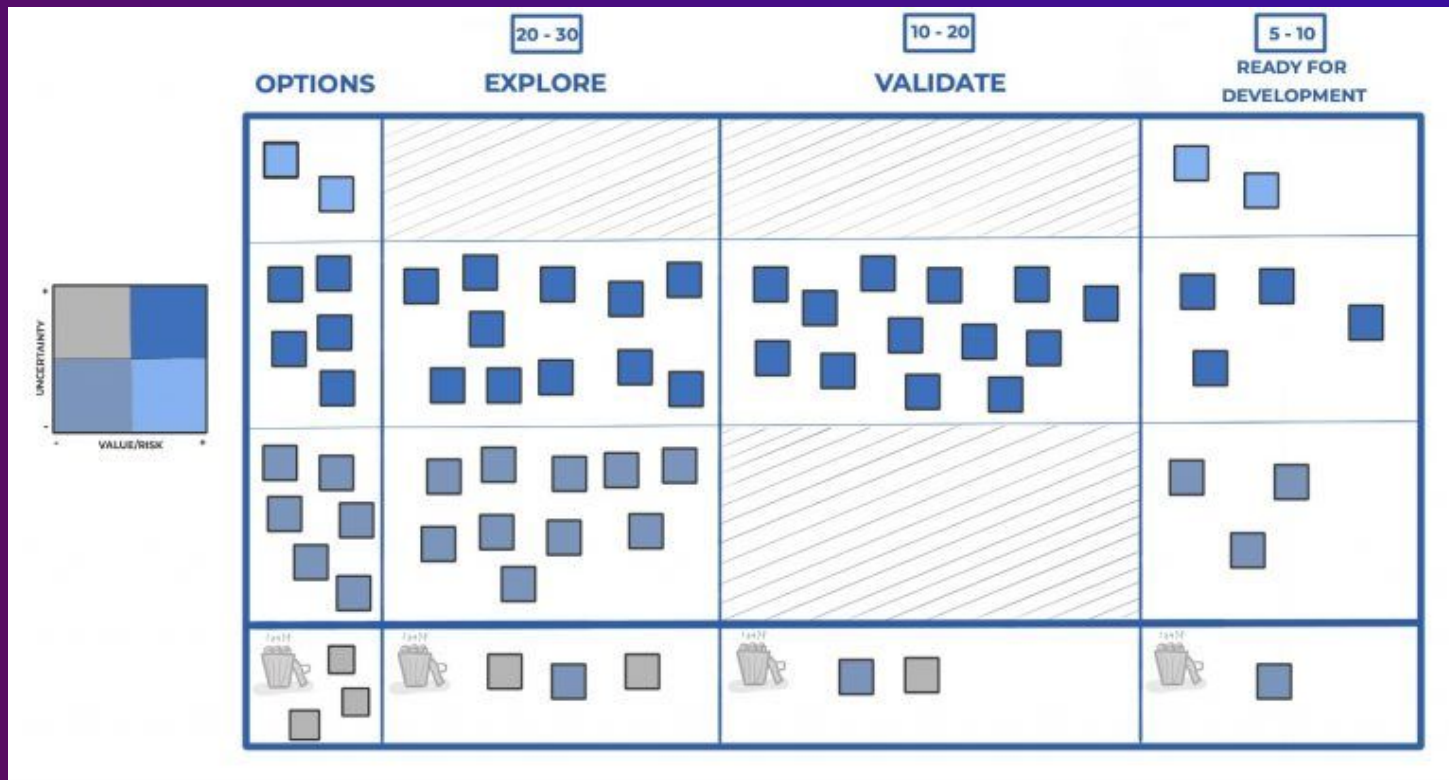 20 - 30
10 - 20
5 - 10
OPTIONS
EXPLORE
VALIDATE
READY FOR
DEVELOPMENT
+
UNCERTAINTY
-
- VALUE/RISK +